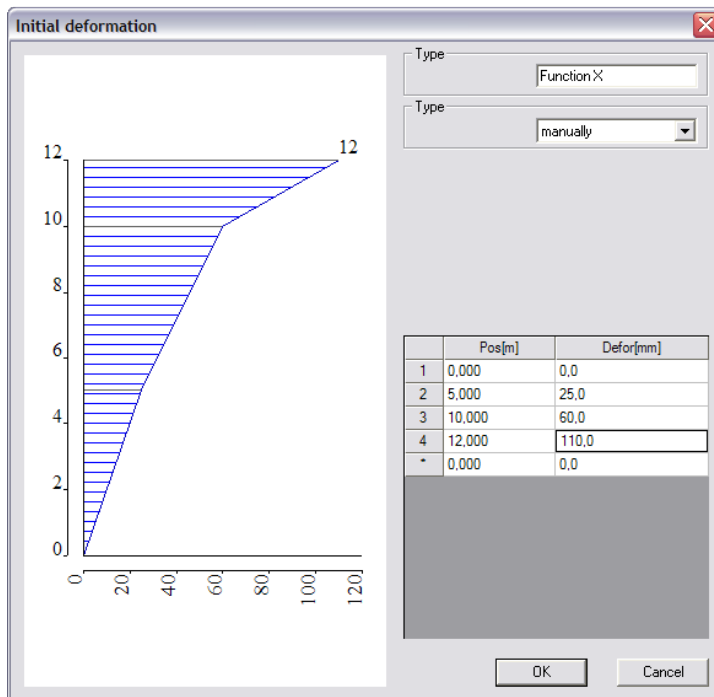 Initial deformation
Type
Function X
Type
manually
12
12
10
8
6
4
2
0
0
20
40
60
80
100
120
Pos[m] Defor[mm]
1 0,000 0,0
2 5,000 25,0
3 10,000 60,0
4 12,000 110,0
* 0,000 0,0
OK Cancel